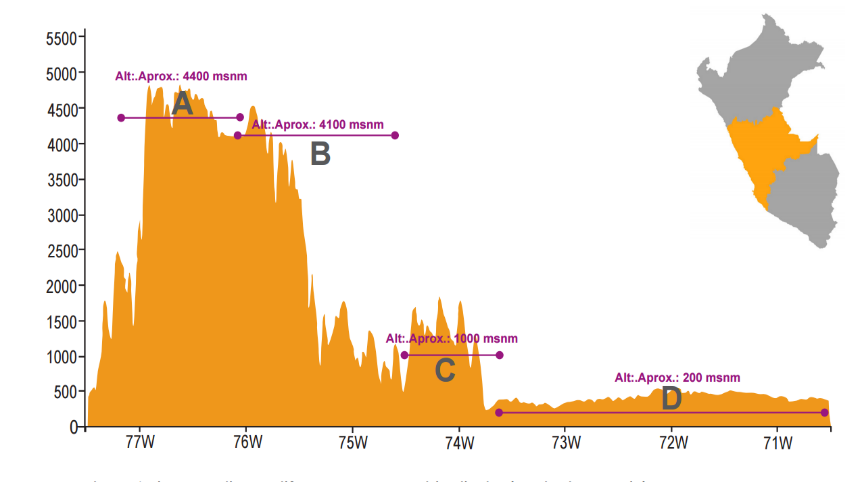 5500
5000
4500
4000
3500
3000
2500
2000
1500
1000
500
0
Alt:.Aprox.: 4400 msnm
A
Alt:.Aprox.: 4100 msnm
B
Alt:.Aprox.: 1000 msnm
C
Alt:.Aprox.: 200 msnm
D
77W 76W 75W 74W 73W 72W 71W